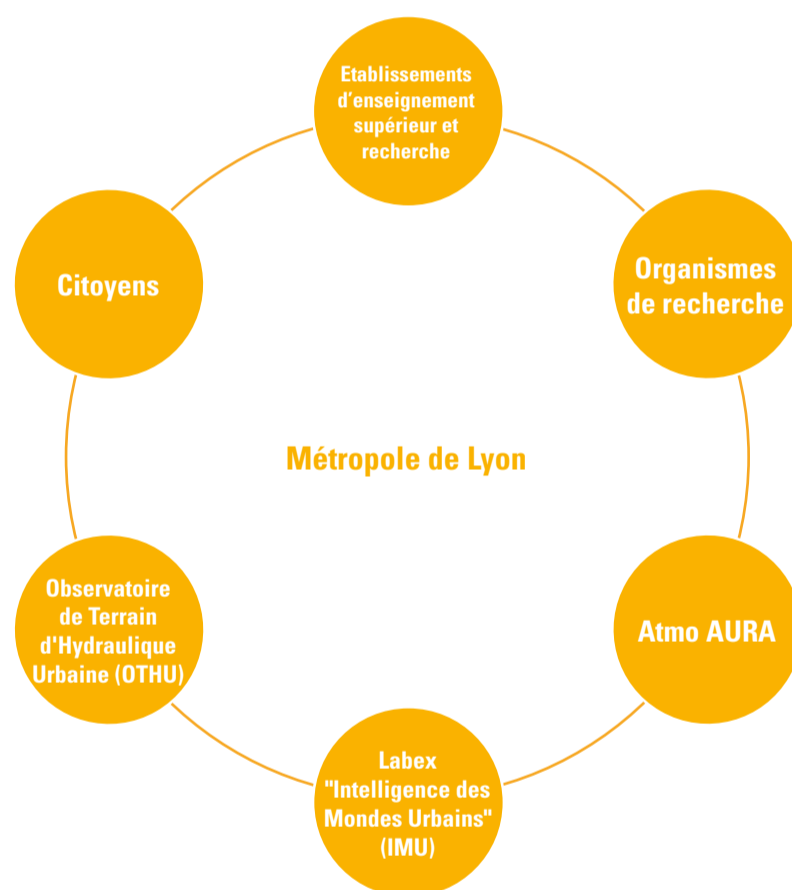 Etablissements
d'enseignement
supérieur et
recherche
Citoyens
Organismes
de recherche
Métropole de Lyon
Observatoire
de Terrain
d'Hydraulique
Urbaine (OTHU)
Atmo AURA
Labex
"Intelligence des
Mondes Urbains"
(IMU)